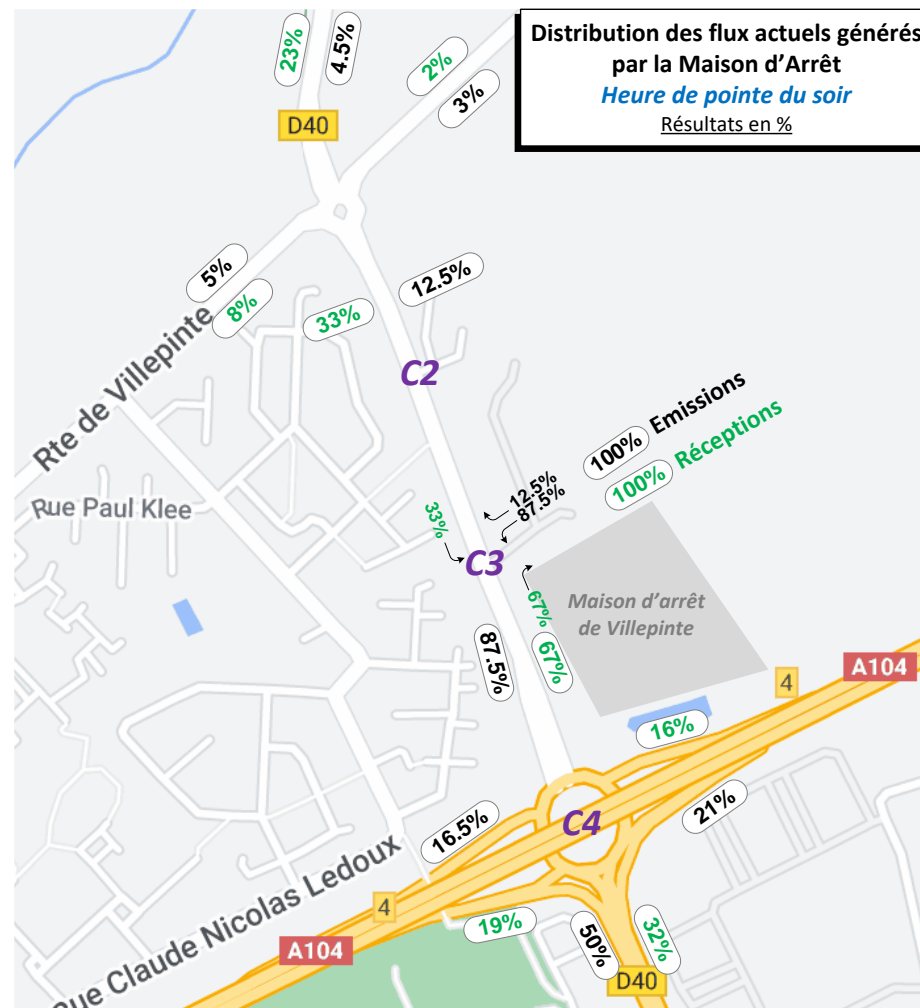 Distribution des flux actuels générés
par la Maison d'Arrêt
Heure de pointe du soir
Résultats en %
23%
4.5%
2%
3%
D40
5%
8%
33%
12.5%
Rte de Villepinte
C2
100% Emissions
100% Réceptions
Rue Paul Klee
33%
12.5%
87.5%
C3
67%
67%
87.5%
Maison d'arrêt
de Villepinte
A104
4
16%
21%
C4
16.5%
ue Claude Nicolas Ledoux
4
19%
50%
32%
A104
D40